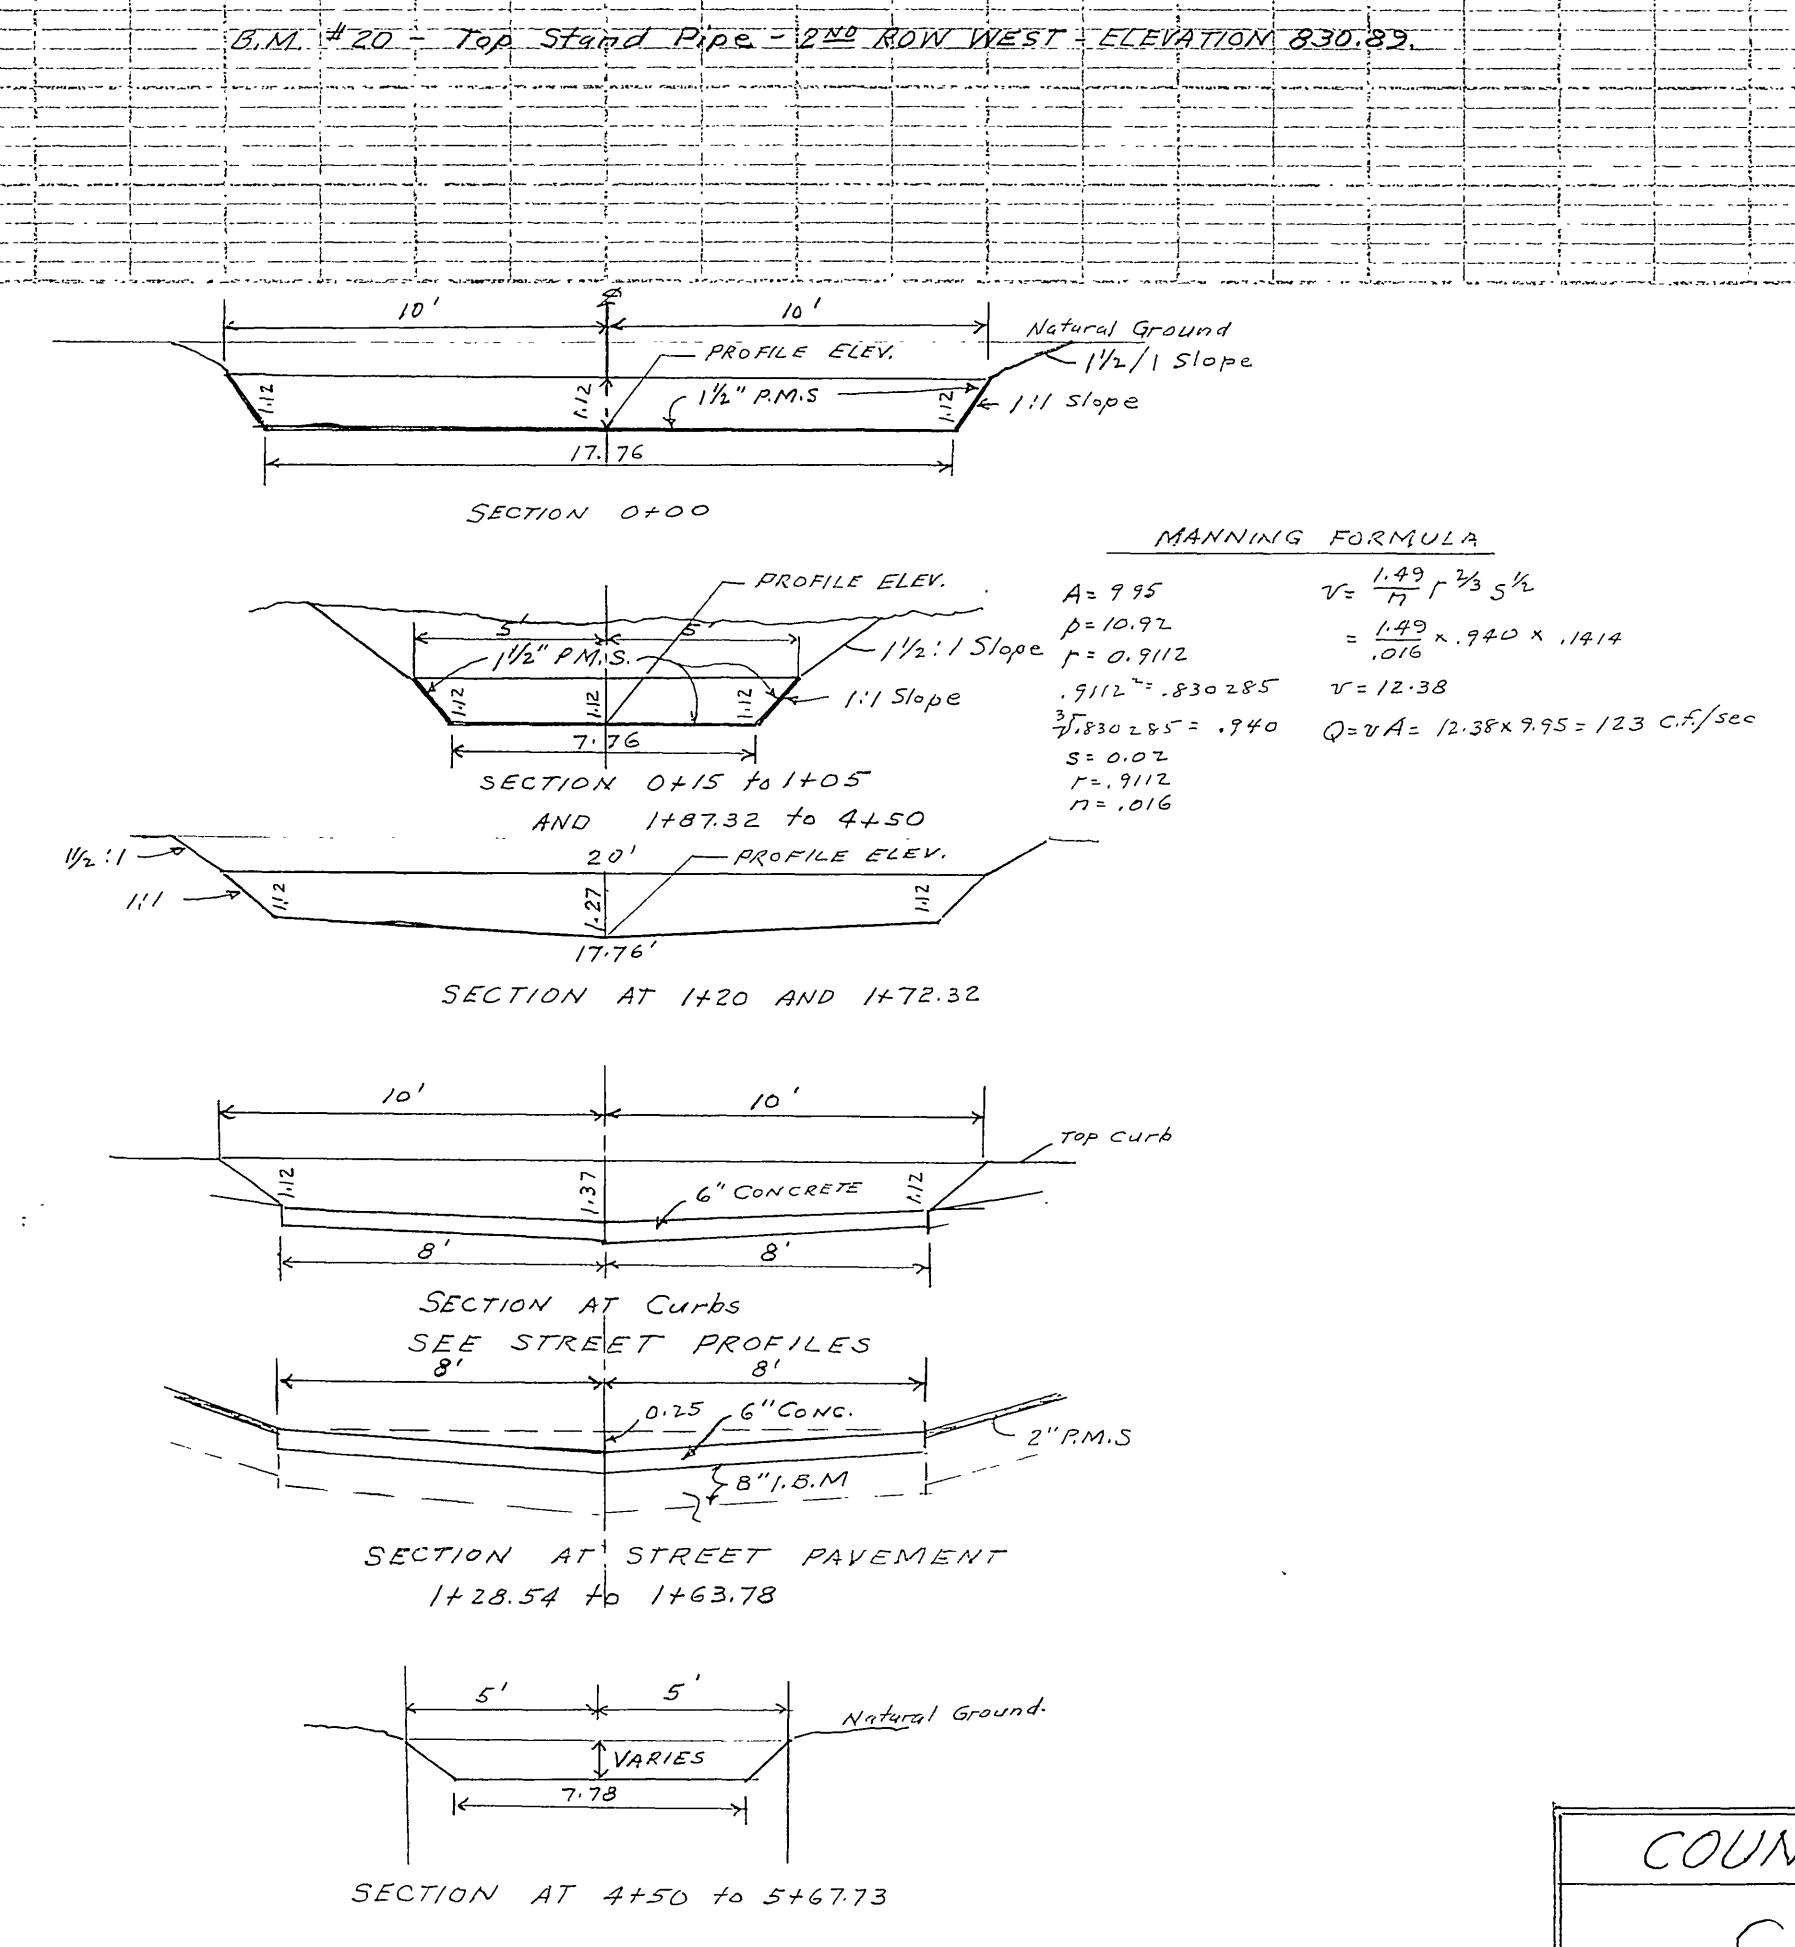 B.M. #20 - Top Stand Pipe - 2ND ROW WEST - ELEVATION 830.89.
10' ℄ 10'
Natural Ground
1½/1 Slope
PROFILE ELEV.
1.12 1.12 1½" P.M.S 1.12
1:1 Slope
17.76
SECTION 0+00
PROFILE ELEV.
5' 5'
1½" P.M.S.
1½:1 Slope
1.12 1.12 1.12
1:1 Slope
7.76
SECTION 0+15 to 1+05
AND 1+87.32 to 4+50
MANNING FORMULA
A= 9 95
p=10.92
r= 0.9112
.9112²=.830285
∛.830285 = .940
s= 0.02
r=.9112
n= .016
v= 1.49/n r 2/3 s ½
= 1.49/.016 x .940 x .1414
v=12.38
Q=vA= 12.38x9.95=123 c.f./sec
1½:1
1:1
20'
PROFILE ELEV.
1.12 1.27 1.12
17.76'
SECTION AT 1+20 AND 1+72.32
10' 10'
Top Curb
1.12 1.37 1.12
6" CONCRETE
8' 8'
SECTION AT Curbs
SEE STREET PROFILES
8' 8'
0.25 6" CONC.
2" P.M.S
8" I.B.M
SECTION AT STREET PAVEMENT
1+28.54 to 1+63.78
5' 5'
Natural Ground.
VARIES
7.78
SECTION AT 4+50 to 5+67.73
COUN
C